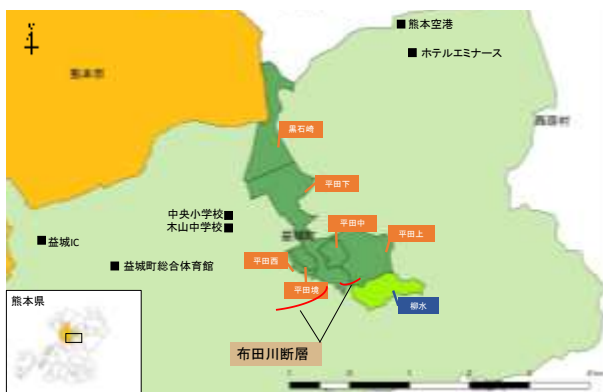 熊本空港
ホテルエミナース
熊本市
西原村
黒石崎
平田下
中央小学校
木山中学校
平田中
平田上
益城町
益城IC
平田西
益城町総合体育館
平田境
柳水
熊本県
布田川断層